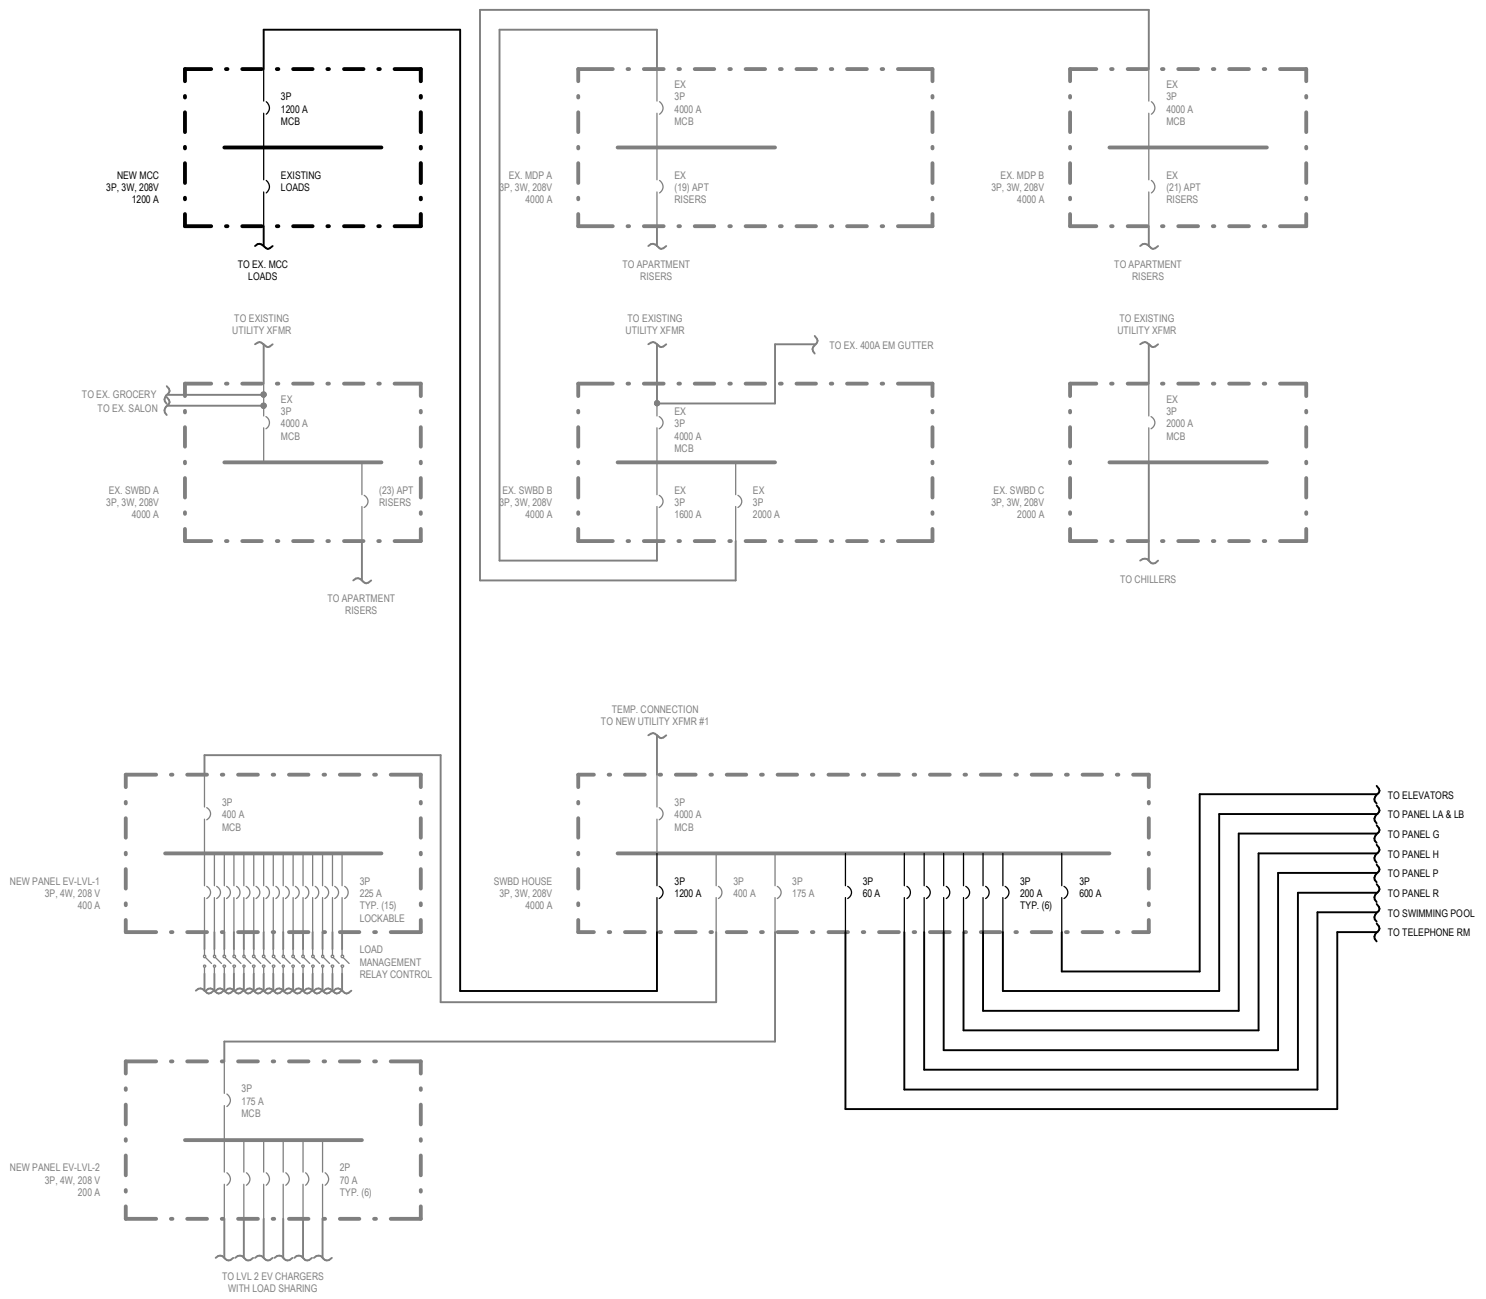 3P
1200 A
MCB
EXISTING
LOADS
NEW MCC
3P, 3W, 208V
1200 A
TO EX. MCC
LOADS
EX
3P
4000 A
MCB
EX
(19) APT
RISERS
EX. MDP A
3P, 3W, 208V
4000 A
TO APARTMENT
RISERS
EX
3P
4000 A
MCB
EX
(21) APT
RISERS
EX. MDP B
3P, 3W, 208V
4000 A
TO APARTMENT
RISERS
TO EXISTING
UTILITY XFMR
TO EX. GROCERY
TO EX. SALON
EX
3P
4000 A
MCB
EX. SWBD A
3P, 3W, 208V
4000 A
(23) APT
RISERS
TO APARTMENT
RISERS
TO EXISTING
UTILITY XFMR
TO EX. 400A EM GUTTER
EX
3P
4000 A
MCB
EX. SWBD B
3P, 3W, 208V
4000 A
EX
3P
1600 A
EX
3P
2000 A
TO EXISTING
UTILITY XFMR
EX
3P
2000 A
MCB
EX. SWBD C
3P, 3W, 208V
2000 A
TO CHILLERS
TEMP. CONNECTION
TO NEW UTILITY XFMR #1
3P
400 A
MCB
NEW PANEL EV-LVL-1
3P, 4W, 208 V
400 A
3P
225 A
TYP. (15)
LOCKABLE
LOAD
MANAGEMENT
RELAY CONTROL
3P
4000 A
MCB
SWBD HOUSE
3P, 3W, 208V
4000 A
3P
1200 A
3P
400 A
3P
175 A
3P
60 A
3P
200 A
TYP. (6)
3P
600 A
TO ELEVATORS
TO PANEL LA & LB
TO PANEL G
TO PANEL H
TO PANEL P
TO PANEL R
TO SWIMMING POOL
TO TELEPHONE RM
3P
175 A
MCB
NEW PANEL EV-LVL-2
3P, 4W, 208 V
200 A
2P
70 A
TYP. (6)
TO LVL 2 EV CHARGERS
WITH LOAD SHARING